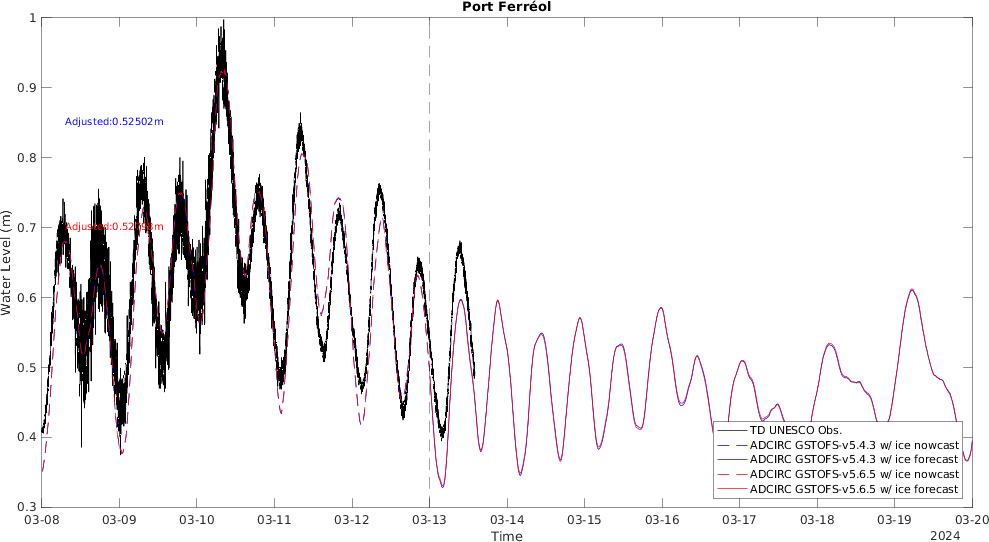 Port Ferréol
1
0.9
0.8
0.7
0.6
0.5
0.4
0.3
Water Level (m)
Adjusted:0.52502m
TD UNESCO Obs.
ADCIRC GSTOFS-v5.4.3 w/ ice nowcast
ADCIRC GSTOFS-v5.4.3 w/ ice forecast
ADCIRC GSTOFS-v5.6.5 w/ ice nowcast
ADCIRC GSTOFS-v5.6.5 w/ ice forecast
03-08 03-09 03-10 03-11 03-12 03-13 03-14 03-15 03-16 03-17 03-18 03-19 03-20
Time
2024